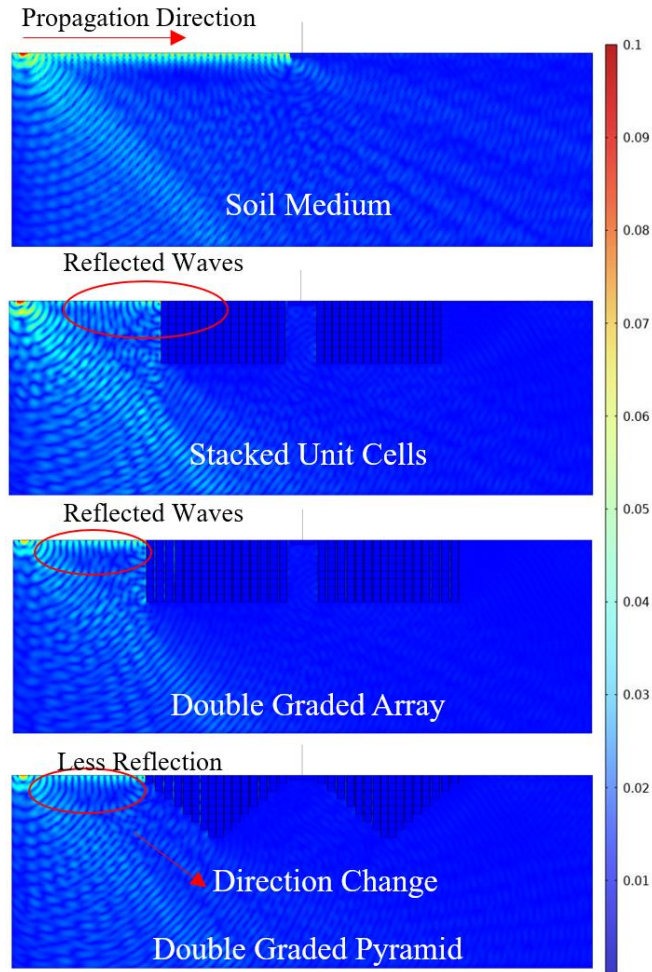 Propagation Direction
Soil Medium
Reflected Waves
Stacked Unit Cells
Reflected Waves
Double Graded Array
Less Reflection
Direction Change
Double Graded Pyramid
0.1
0.09
0.08
0.07
0.06
0.05
0.04
0.03
0.02
0.01